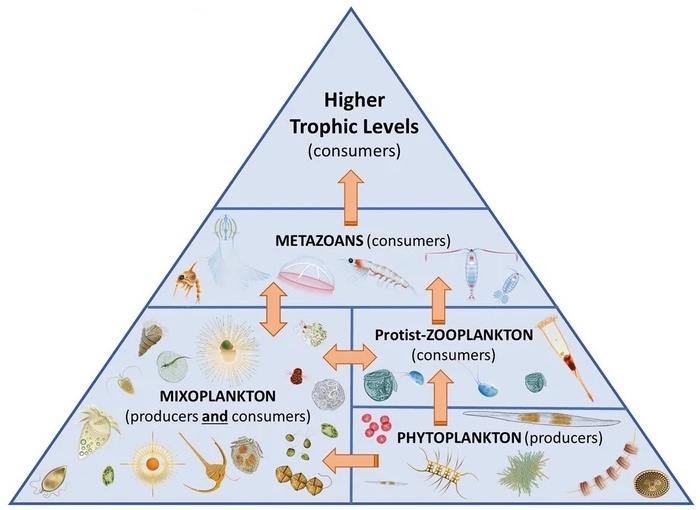 Higher
Trophic Levels
(consumers)
METAZOANS (consumers)
Protist-ZOOPLANKTON
(consumers)
MIXOPLANKTON
(producers and consumers)
PHYTOPLANKTON (producers)